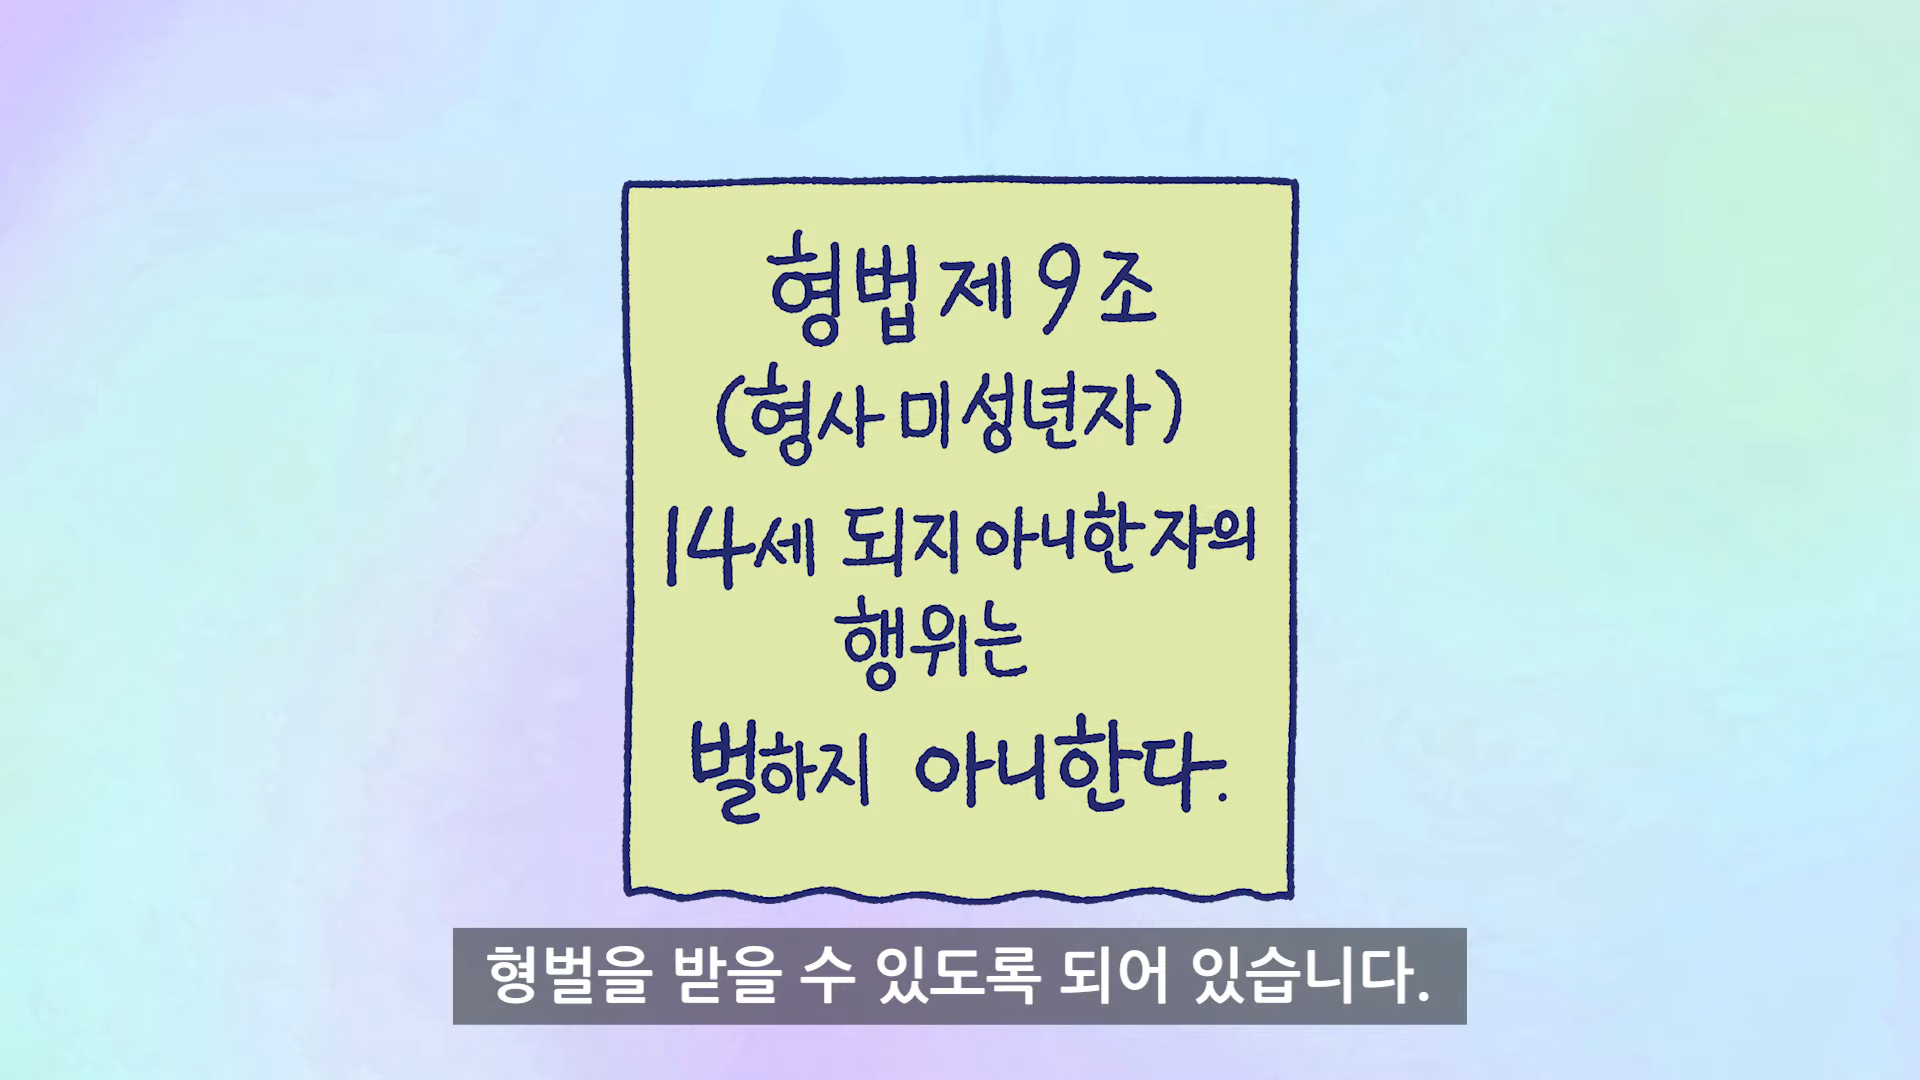 형법 제9조
(형사미성년자)
14세 되지 아니한 자의
행위는
벌하지 아니한다.
형벌을 받을 수 있도록 되어 있습니다.